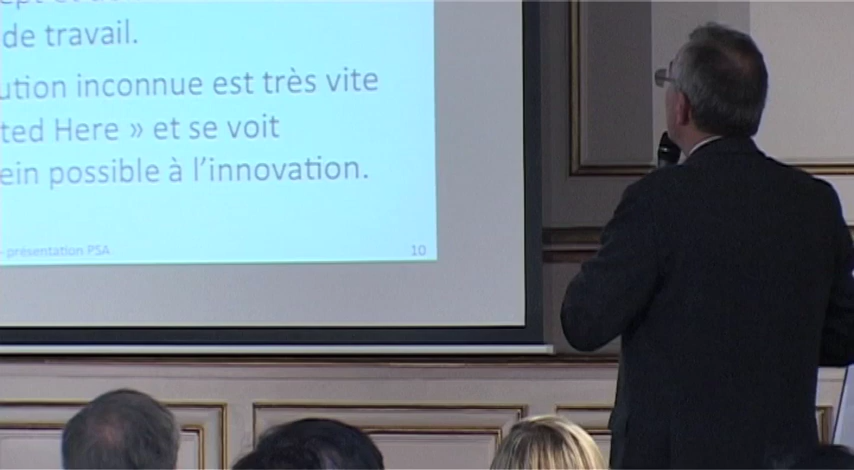 de travail.
ution inconnue est très vite
ted Here » et se voit
ein possible à l'innovation.
- présentation PSA
10